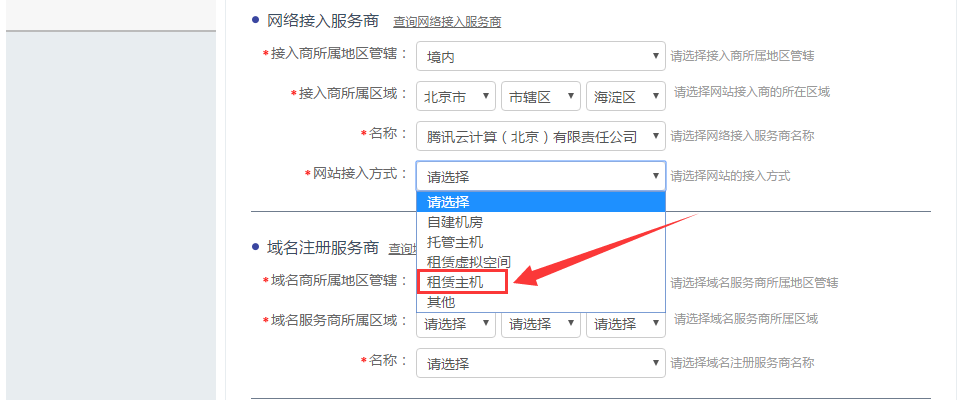 网络接入服务商 查询网络接入服务商
*接入商所属地区管辖： 境内 请选择接入商所属地区管辖
*接入商所属区域： 北京市 市辖区 海淀区 请选择网站接入商的所在区域
*名称： 腾讯云计算（北京）有限责任公司 请选择网络接入服务商名称
*网站接入方式： 请选择 请选择网站的接入方式
请选择
自建机房
托管主机
域名注册服务商 查询
租赁虚拟空间
*域名商所属地区管辖： 租赁主机 请选择域名服务商所属地区管辖
其他
*域名服务商所属区域： 请选择 请选择 请选择 请选择域名服务商所属区域
*名称： 请选择 请选择域名注册服务商名称